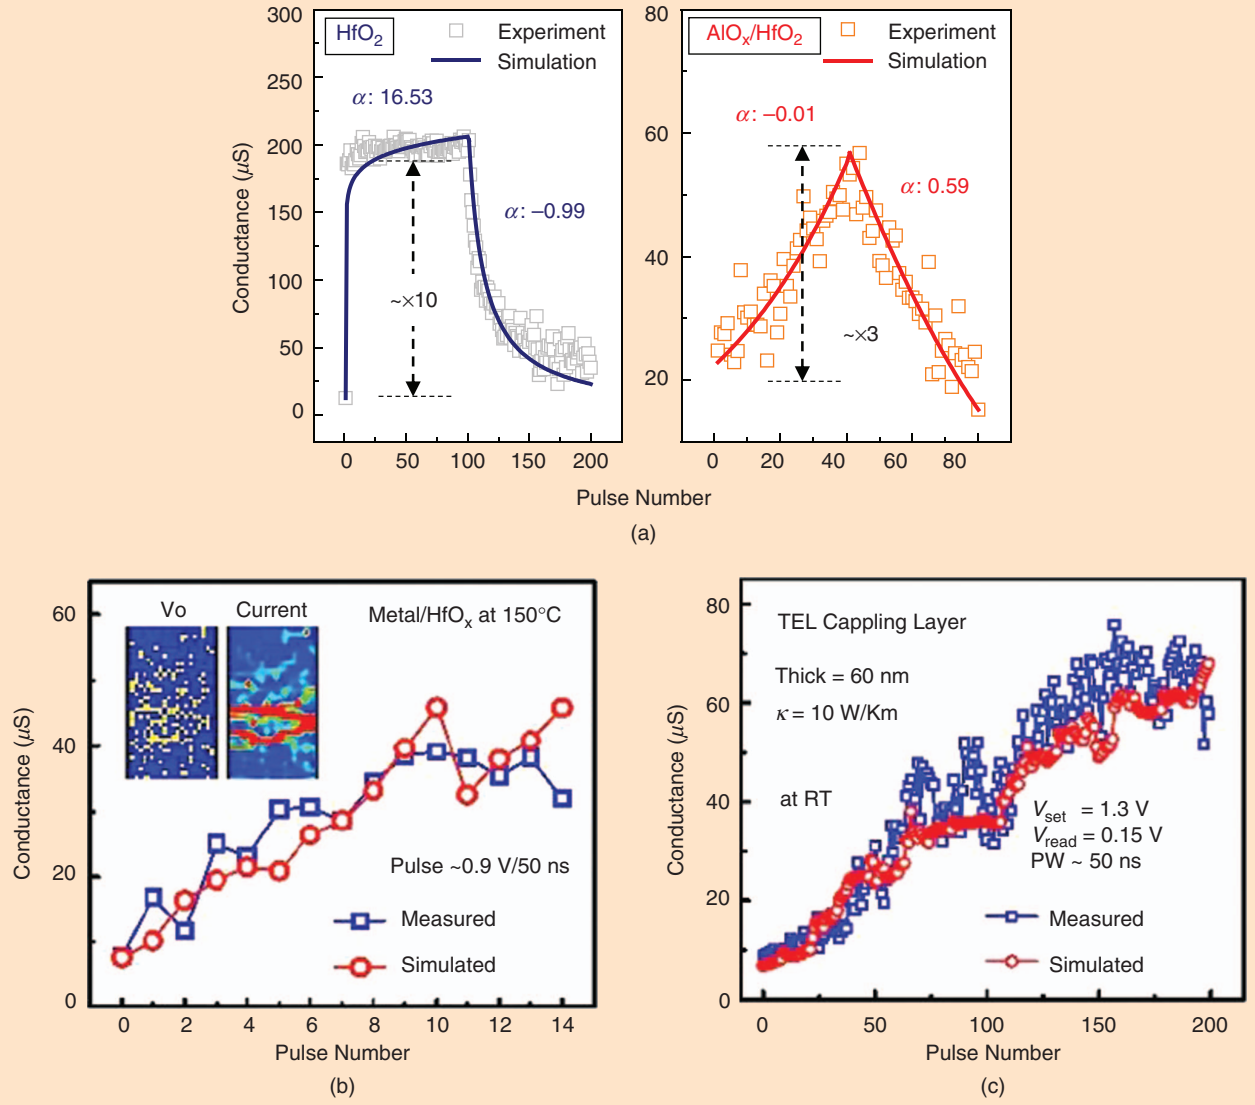 300
250
200
150
100
50
0
Conductance (μS)
HfO2
Experiment
Simulation
α: 16.53
α: –0.99
~×10
0 50 100 150 200
80
60
40
20
AlOx/HfO2
Experiment
Simulation
α: –0.01
α: 0.59
~×3
0 20 40 60 80
Pulse Number
(a)
60
40
20
0
Conductance (μS)
Vo Current
Metal/HfOx at 150°C
Pulse ~0.9 V/50 ns
Measured
Simulated
0 2 4 6 8 10 12 14
Pulse Number
(b)
80
60
40
20
0
Conductance (μS)
TEL Cappling Layer
Thick = 60 nm
κ = 10 W/Km
at RT
Vset = 1.3 V
Vread = 0.15 V
PW ~ 50 ns
Measured
Simulated
0 50 100 150 200
Pulse Number
(c)